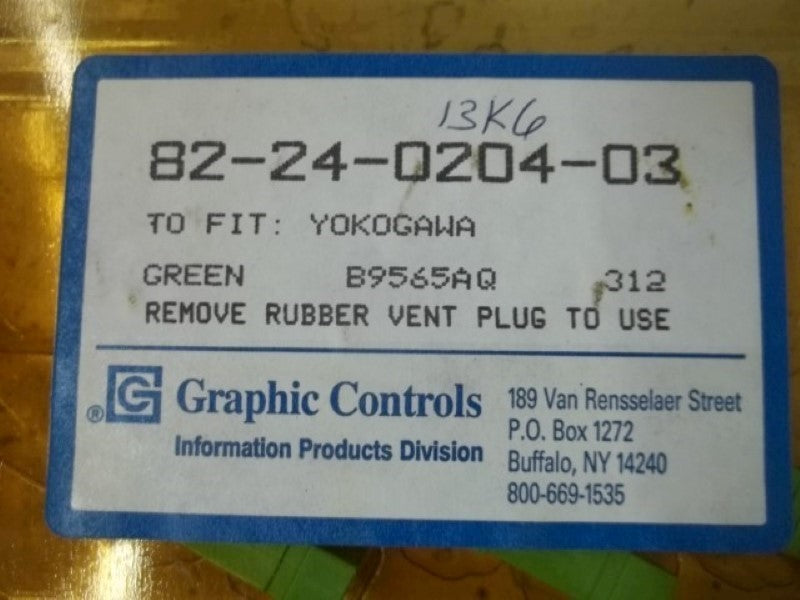 13K6
82-24-0204-03
TO FIT: YOKOGAWA
GREEN B9565AQ 312
REMOVE RUBBER VENT PLUG TO USE
® G Graphic Controls
Information Products Division
189 Van Rensselaer Street
P.O. Box 1272
Buffalo, NY 14240
800-669-1535